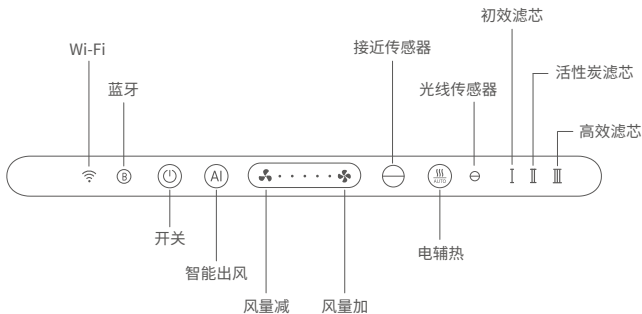 初效滤芯
Wi-Fi
接近传感器
活性炭滤芯
蓝牙
光线传感器
高效滤芯
B
AI
AUTO
I II III
开关
电辅热
智能出风
风量减
风量加